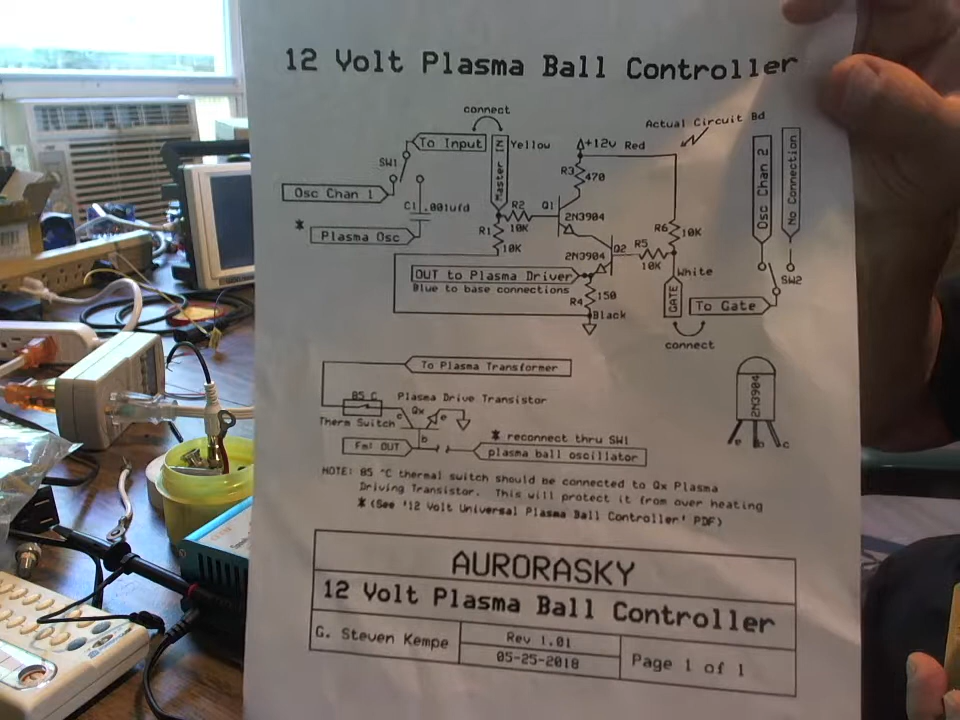 12 Volt Plasma Ball Controller
connect
Actual Circuit Bd
To Input
Master IN
Yellow
+12v Red
SW1
R3
470
Osc Chan 2
No Connection
Osc Chan 1
C1
.001ufd
R2
10K
Q1
2N3904
*
Plasma Osc
R1
10K
R6
10K
2N3904
Q2
R5
10K
OUT to Plasma Driver
Blue to base connections
White
SW2
R4
150
GATE
To Gate
Black
connect
To Plasma Transformer
85 C
Plasma Drive Transistor
Therm Switch
c
Qx
e
b
2N3904
e
b
c
* reconnect thru SW1
Fm: OUT
plasma ball oscillator
NOTE: 85 °C thermal switch should be connected to Qx Plasma
Driving Transistor. This will protect it from over heating
* (See '12 Volt Universal Plasma Ball Controller' PDF)
AURORASKY
12 Volt Plasma Ball Controller
G. Steven Kempe
Rev 1.01
05-25-2018
Page 1 of 1